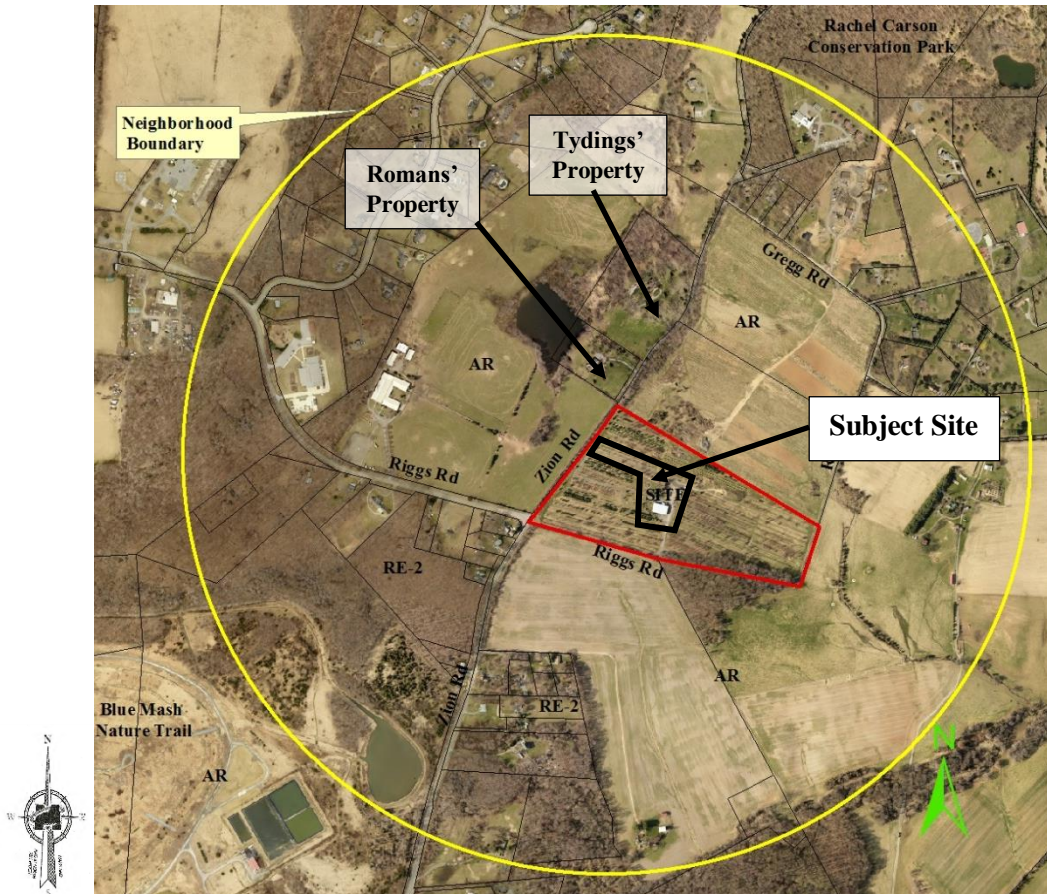 Rachel Carson
Conservation Park
Neighborhood
Boundary
Tydings’
Property
Romans’
Property
Gregg Rd
AR
AR
Subject Site
Zion Rd
Riggs Rd
R
SITE
Riggs Rd
RE-2
AR
Zion Rd
RE-2
Blue Mash
Nature Trail
AR
N
N
W
E
S